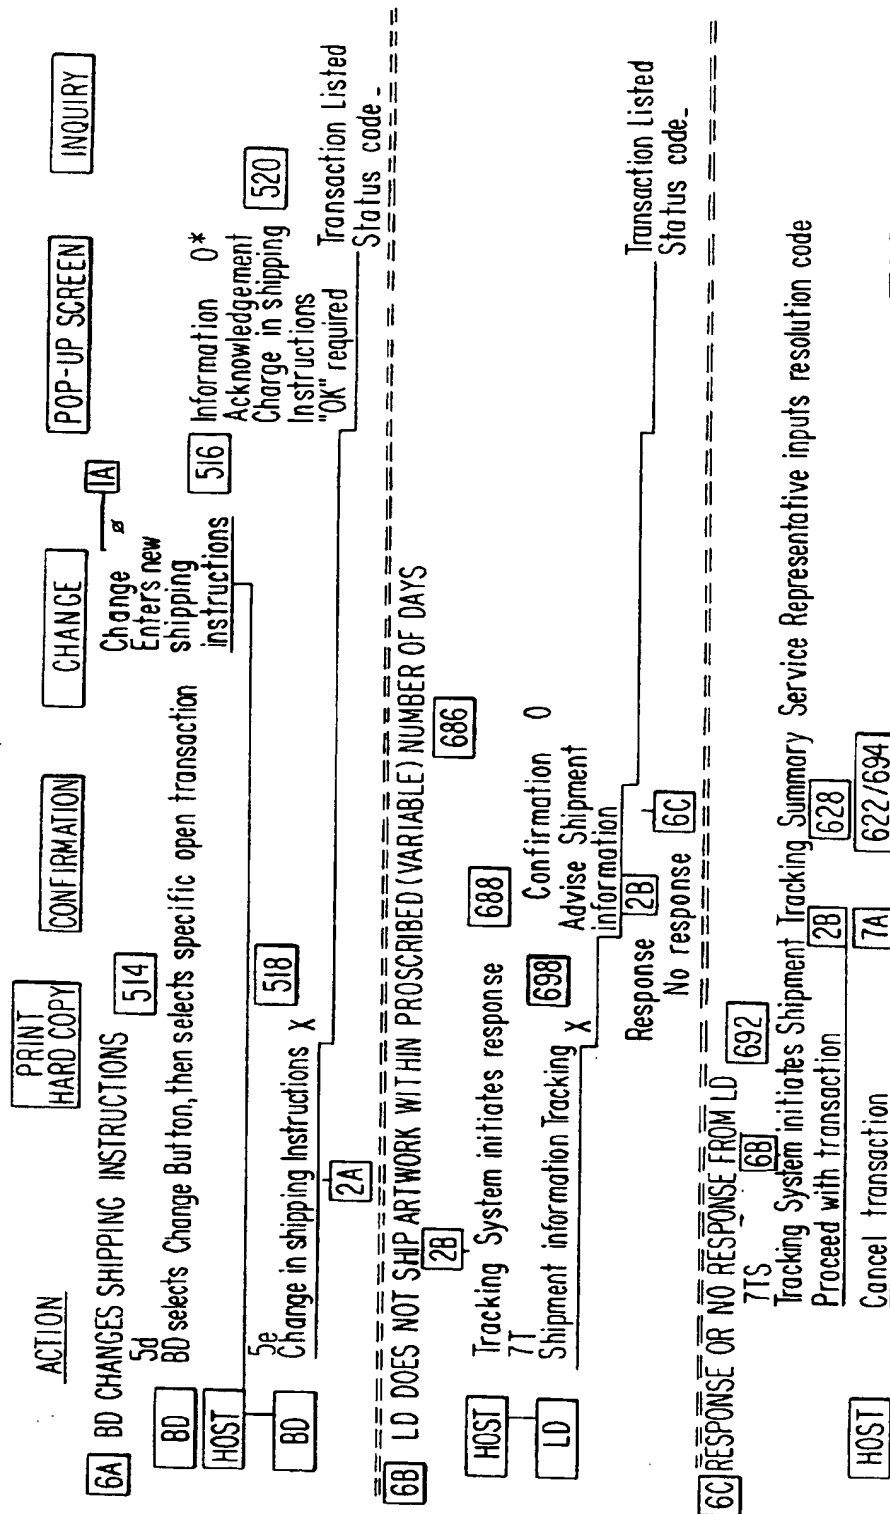 ACTION
PRINT
HARD COPY
CONFIRMATION
CHANGE
POP-UP SCREEN
INQUIRY
6A BD CHANGES SHIPPING INSTRUCTIONS
5d
514
BD
BD selects Change Button, then selects specific open transaction
Change
Enters new
shipping
instructions
ø
1A
HOST
516
5e
518
BD
Change in shipping Instructions X
2A
Information O*
Acknowledgement
Charge in shipping
Instructions
"OK" required
520
Transaction Listed
Status code_
6B LD DOES NOT SHIP ARTWORK WITHIN PROSCRIBED (VARIABLE) NUMBER OF DAYS
2B
686
HOST
Tracking System initiates response
688
7T
LD
Shipment information Tracking X
698
Confirmation O
Advise Shipment
information
Response 2B
No response 6C
Transaction Listed
Status code_
6C RESPONSE OR NO RESPONSE FROM LD
7TS
6B
692
Tracking System initiates Shipment Tracking Summary Service Representative inputs resolution code
Proceed with transaction
2B
628
HOST
Cancel transaction
7A
622/694